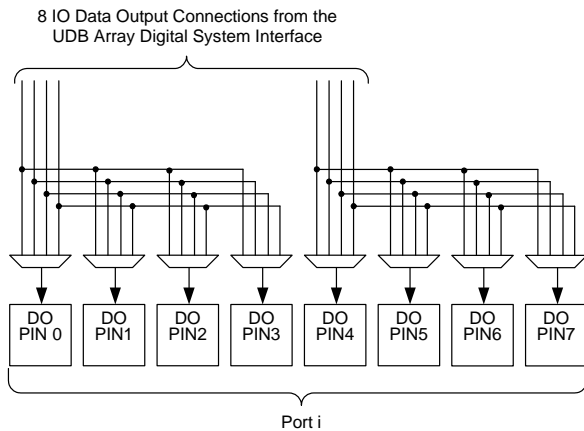 8 IO Data Output Connections from the
UDB Array Digital System Interface
DO
PIN 0
DO
PIN1
DO
PIN2
DO
PIN3
DO
PIN4
DO
PIN5
DO
PIN6
DO
PIN7
Port i